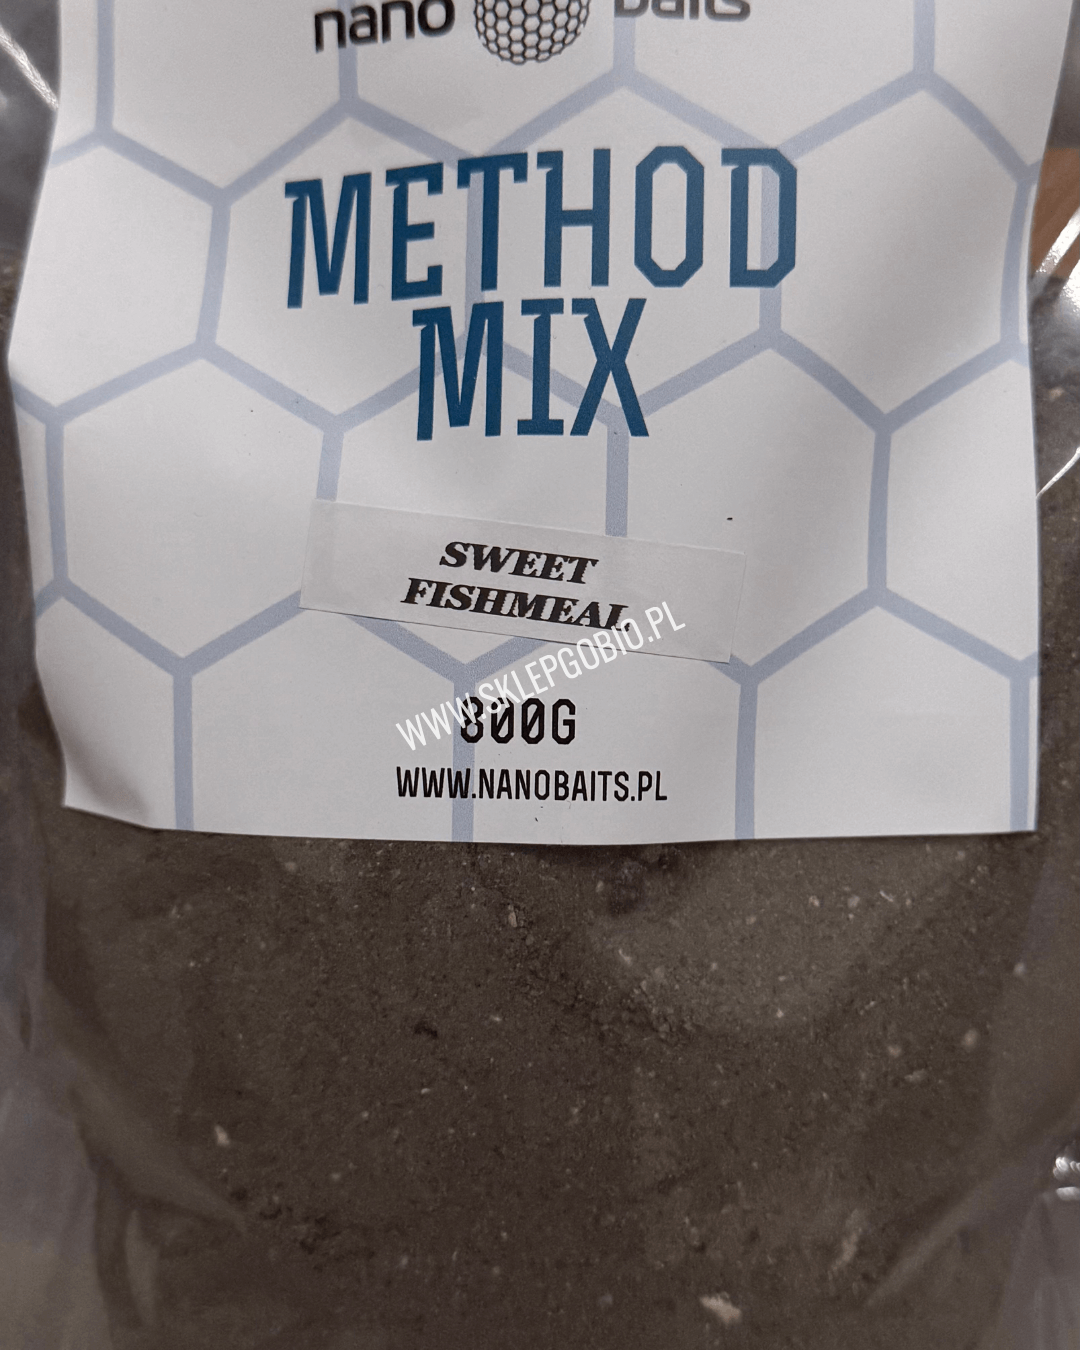 nano baits
METHOD
MIX
SWEET
FISHMEAL
WWW.SKLEPGOBIO.PL
800G
WWW.NANOBAITS.PL